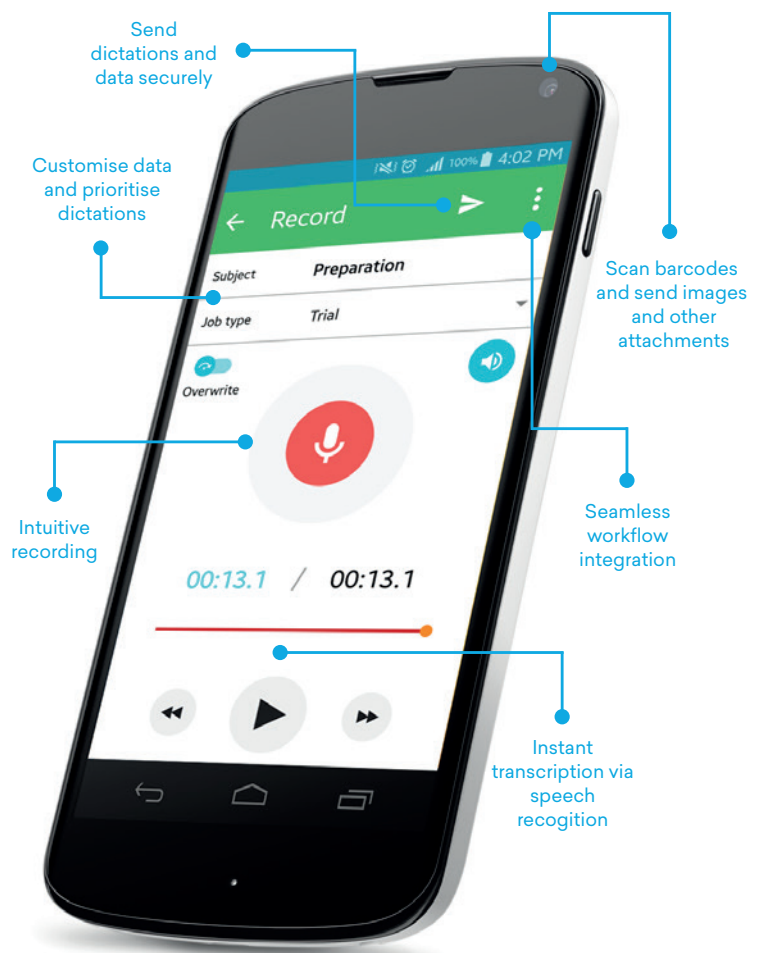 Send
dictations and
data securely
Customise data
and prioritise
dictations
100% 4:02 PM
Record
Subject Preparation
Job type Trial
Overwrite
Scan barcodes
and send images
and other
attachments
Intuitive
recording
Seamless
workflow
integration
00:13.1 / 00:13.1
Instant
transcription via
speech
recogition